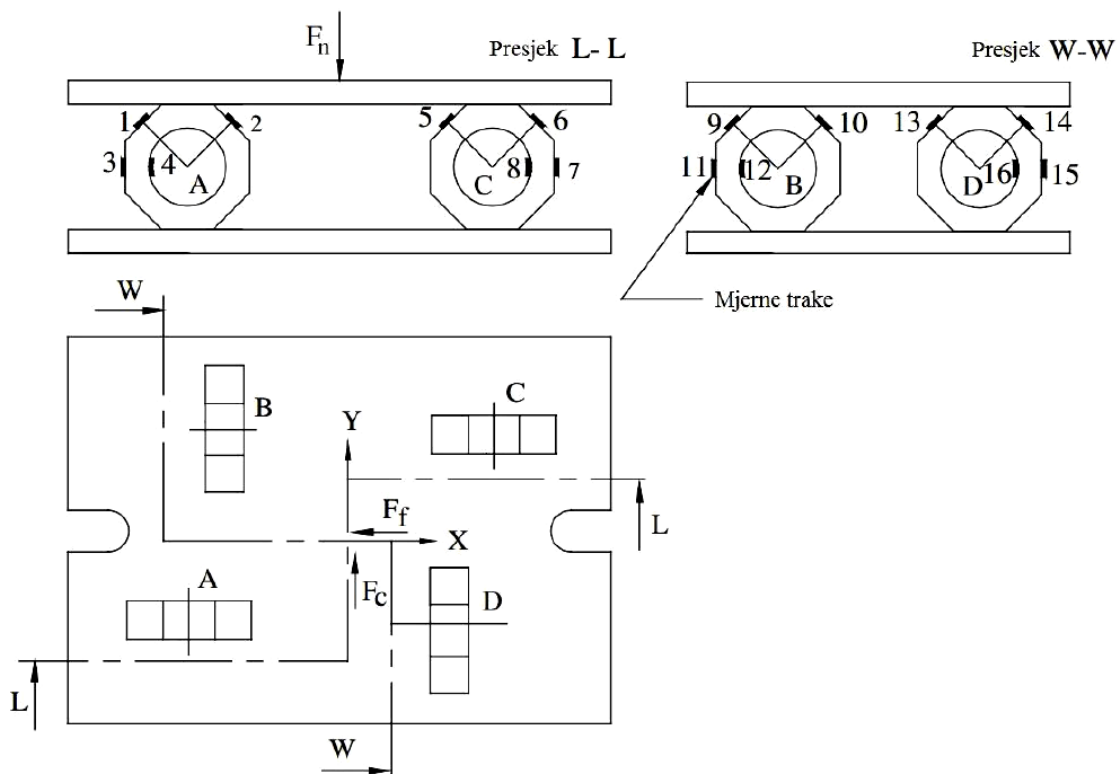 Fn
Presjek L- L
Presjek W-W
1
2
3
4
A
5
6
8
7
C
9
10
11
12
B
13
14
16
15
D
Mjerne trake
W
B
C
Y
Ff
X
L
A
Fc
D
L
W